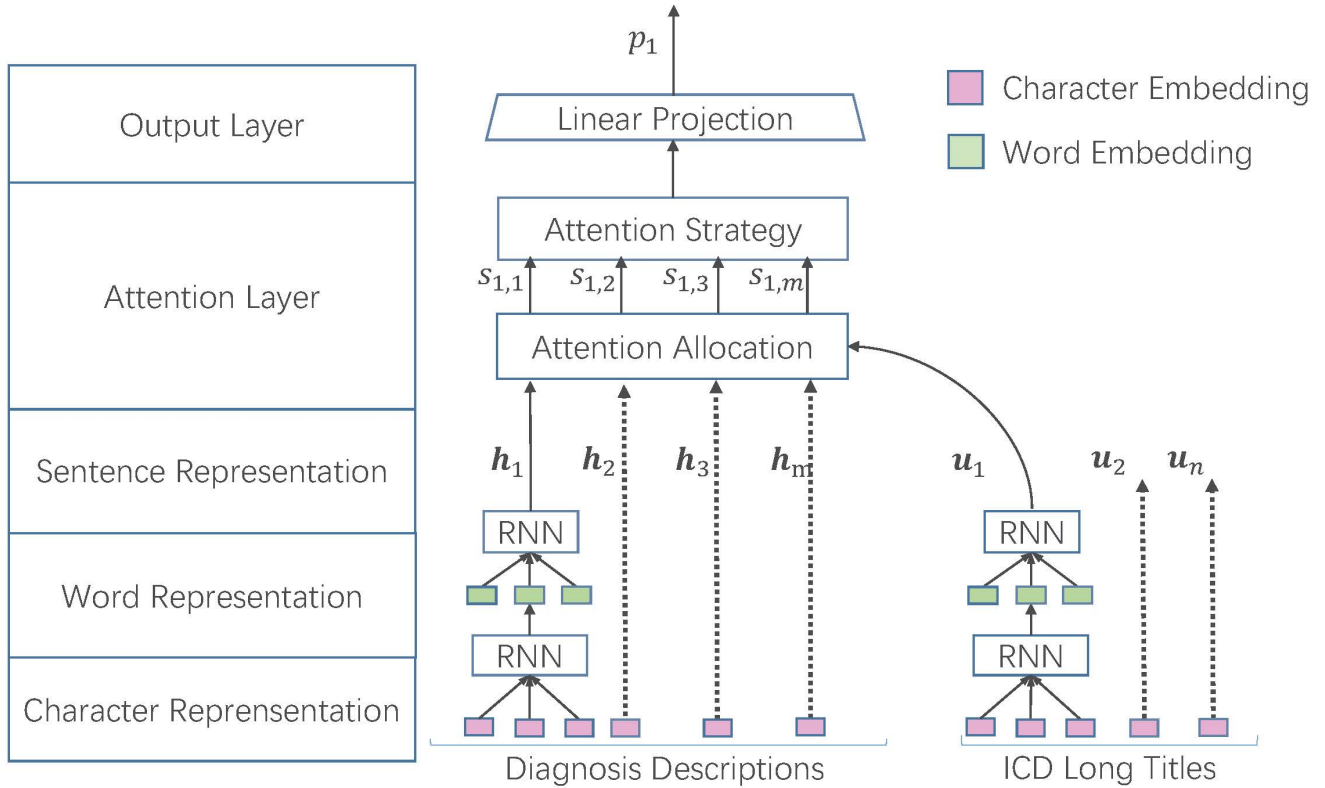 p₁
Output Layer
Linear Projection
Character Embedding
Word Embedding
Attention Layer
Attention Strategy
s₁,₁ s₁,₂ s₁,₃ s₁,ₘ
Attention Allocation
Sentence Representation
h₁ h₂ h₃ hₘ u₁ u₂ uₙ
RNN RNN
Word Representation
RNN RNN
Character Reprensentation
Diagnosis Descriptions
ICD Long Titles